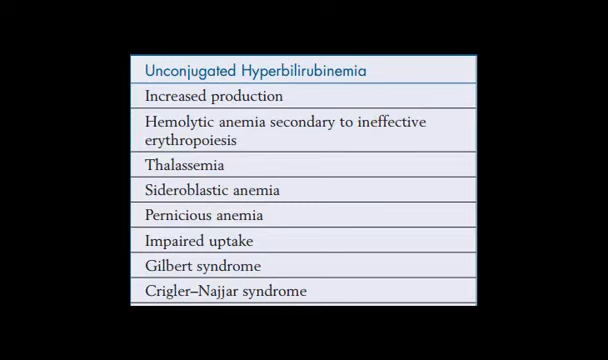 Unconjugated Hyperbilirubinemia
Increased production
Hemolytic anemia secondary to ineffective
erythropoiesis
Thalassemia
Sideroblastic anemia
Pernicious anemia
Impaired uptake
Gilbert syndrome
Crigler–Najjar syndrome